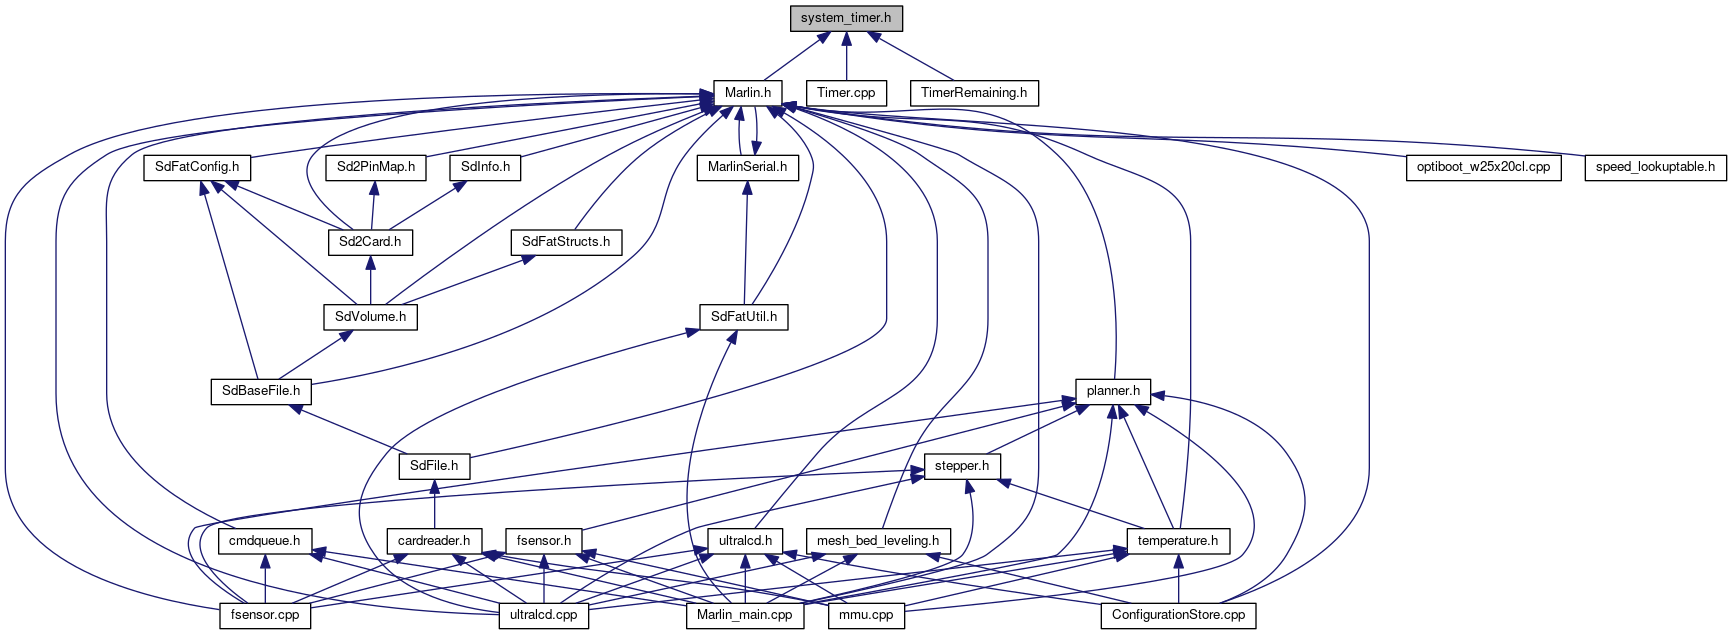 system_timer.h
Marlin.h
Timer.cpp
TimerRemaining.h
SdFatConfig.h
Sd2PinMap.h
SdInfo.h
MarlinSerial.h
optiboot_w25x20cl.cpp
speed_lookuptable.h
Sd2Card.h
SdFatStructs.h
SdVolume.h
SdFatUtil.h
SdBaseFile.h
planner.h
SdFile.h
stepper.h
cmdqueue.h
cardreader.h
fsensor.h
ultralcd.h
mesh_bed_leveling.h
temperature.h
fsensor.cpp
ultralcd.cpp
Marlin_main.cpp
mmu.cpp
ConfigurationStore.cpp